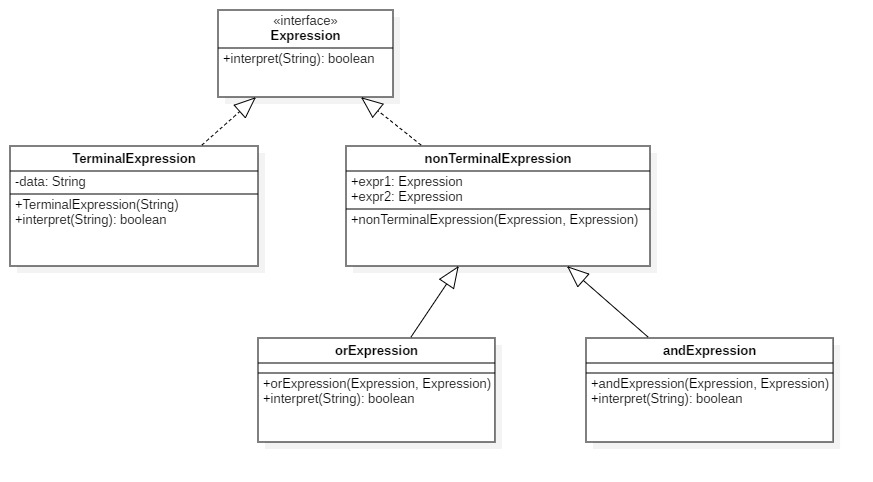 «interface»
Expression
+interpret(String): boolean
TerminalExpression
-data: String
+TerminalExpression(String)
+interpret(String): boolean
nonTerminalExpression
+expr1: Expression
+expr2: Expression
+nonTerminalExpression(Expression, Expression)
orExpression
+orExpression(Expression, Expression)
+interpret(String): boolean
andExpression
+andExpression(Expression, Expression)
+interpret(String): boolean